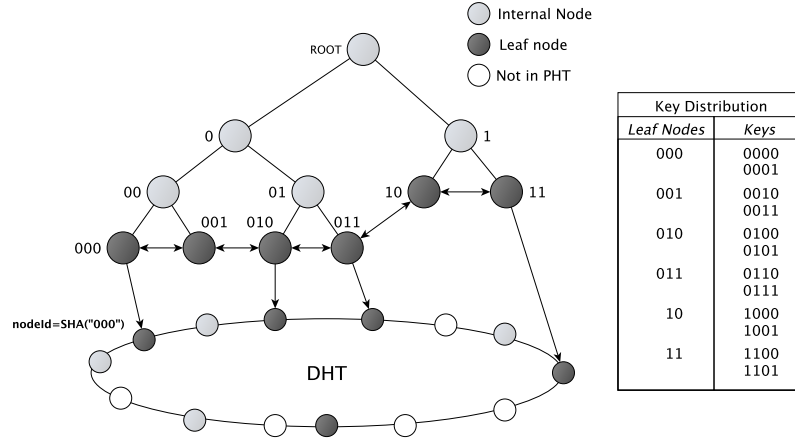 Internal Node
Leaf node
Not in PHT
ROOT
0
1
00
01
10
11
000
001
010
011
nodeId=SHA("000")
DHT
Key Distribution
Leaf Nodes Keys
000 0000
0001
001 0010
0011
010 0100
0101
011 0110
0111
10 1000
1001
11 1100
1101